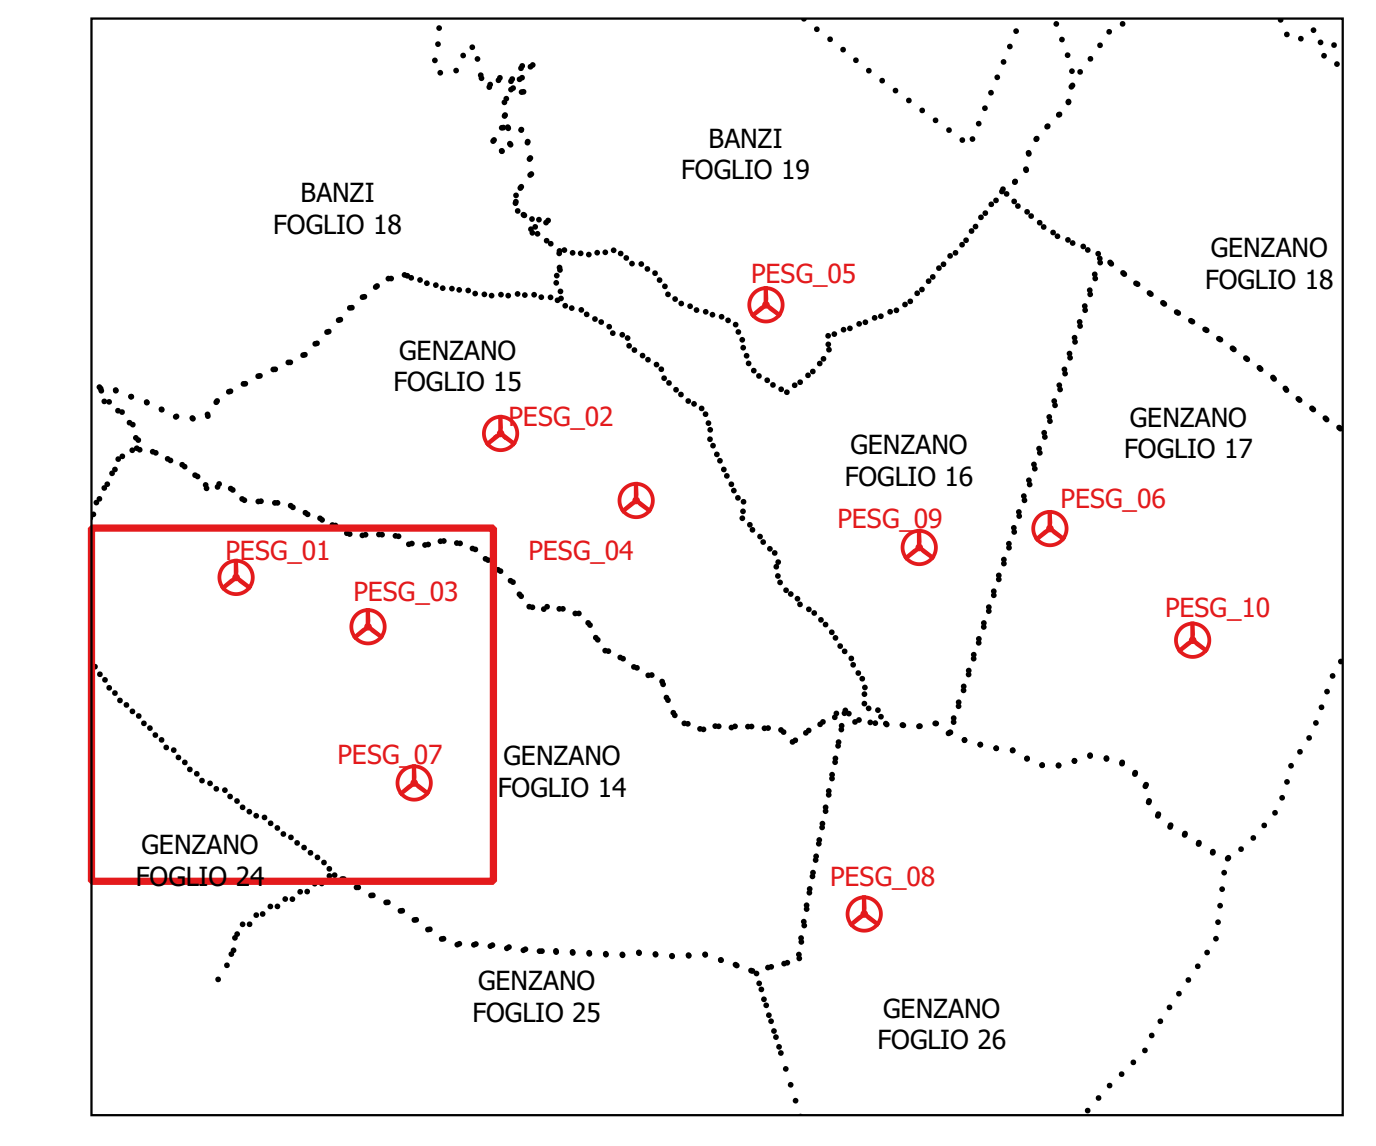 BANZI
FOGLIO 19
BANZI
FOGLIO 18
GENZANO
FOGLIO 18
PESG_05
GENZANO
FOGLIO 15
PESG_02
GENZANO
FOGLIO 17
GENZANO
FOGLIO 16
PESG_06
PESG_09
PESG_01
PESG_04
PESG_03
PESG_10
PESG_07
GENZANO
FOGLIO 14
GENZANO
FOGLIO 24
PESG_08
GENZANO
FOGLIO 25
GENZANO
FOGLIO 26